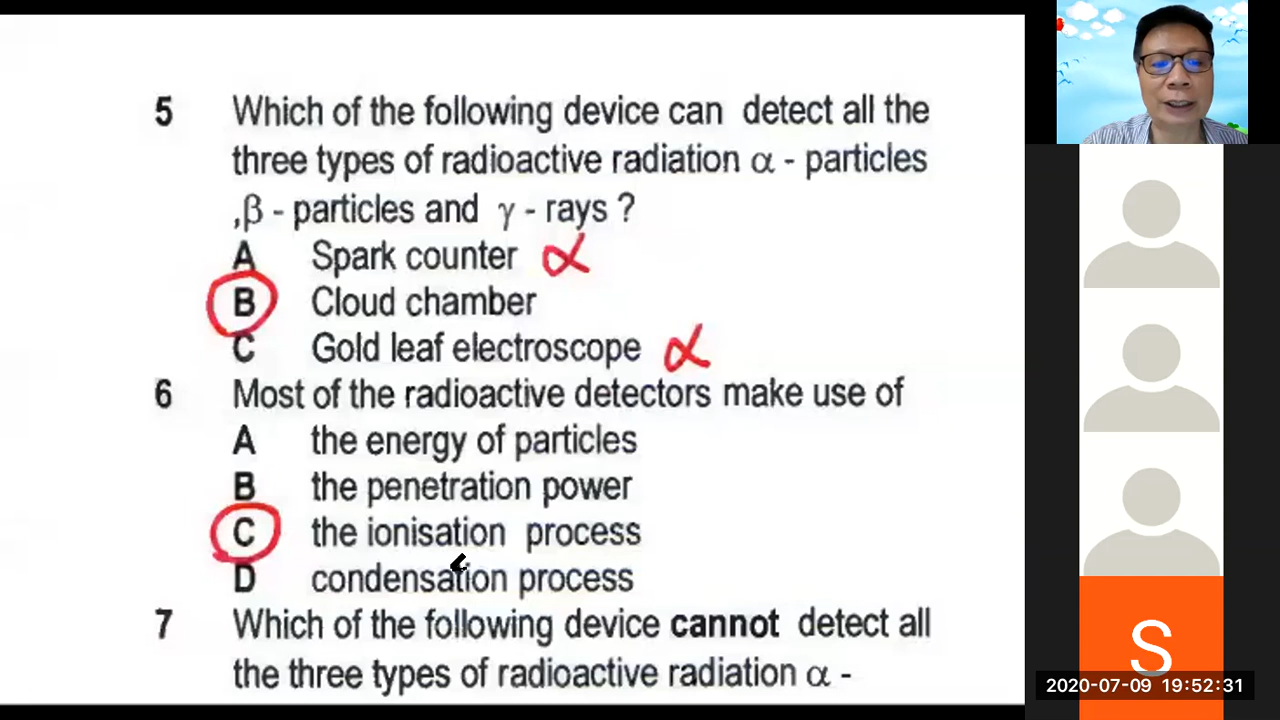 5 Which of the following device can detect all the
three types of radioactive radiation α - particles
,β - particles and γ - rays ?
A Spark counter α
B Cloud chamber
C Gold leaf electroscope α
6 Most of the radioactive detectors make use of
A the energy of particles
B the penetration power
C the ionisation process
D condensation process
7 Which of the following device cannot detect all
the three types of radioactive radiation α -
S
2020-07-09 19:52:31